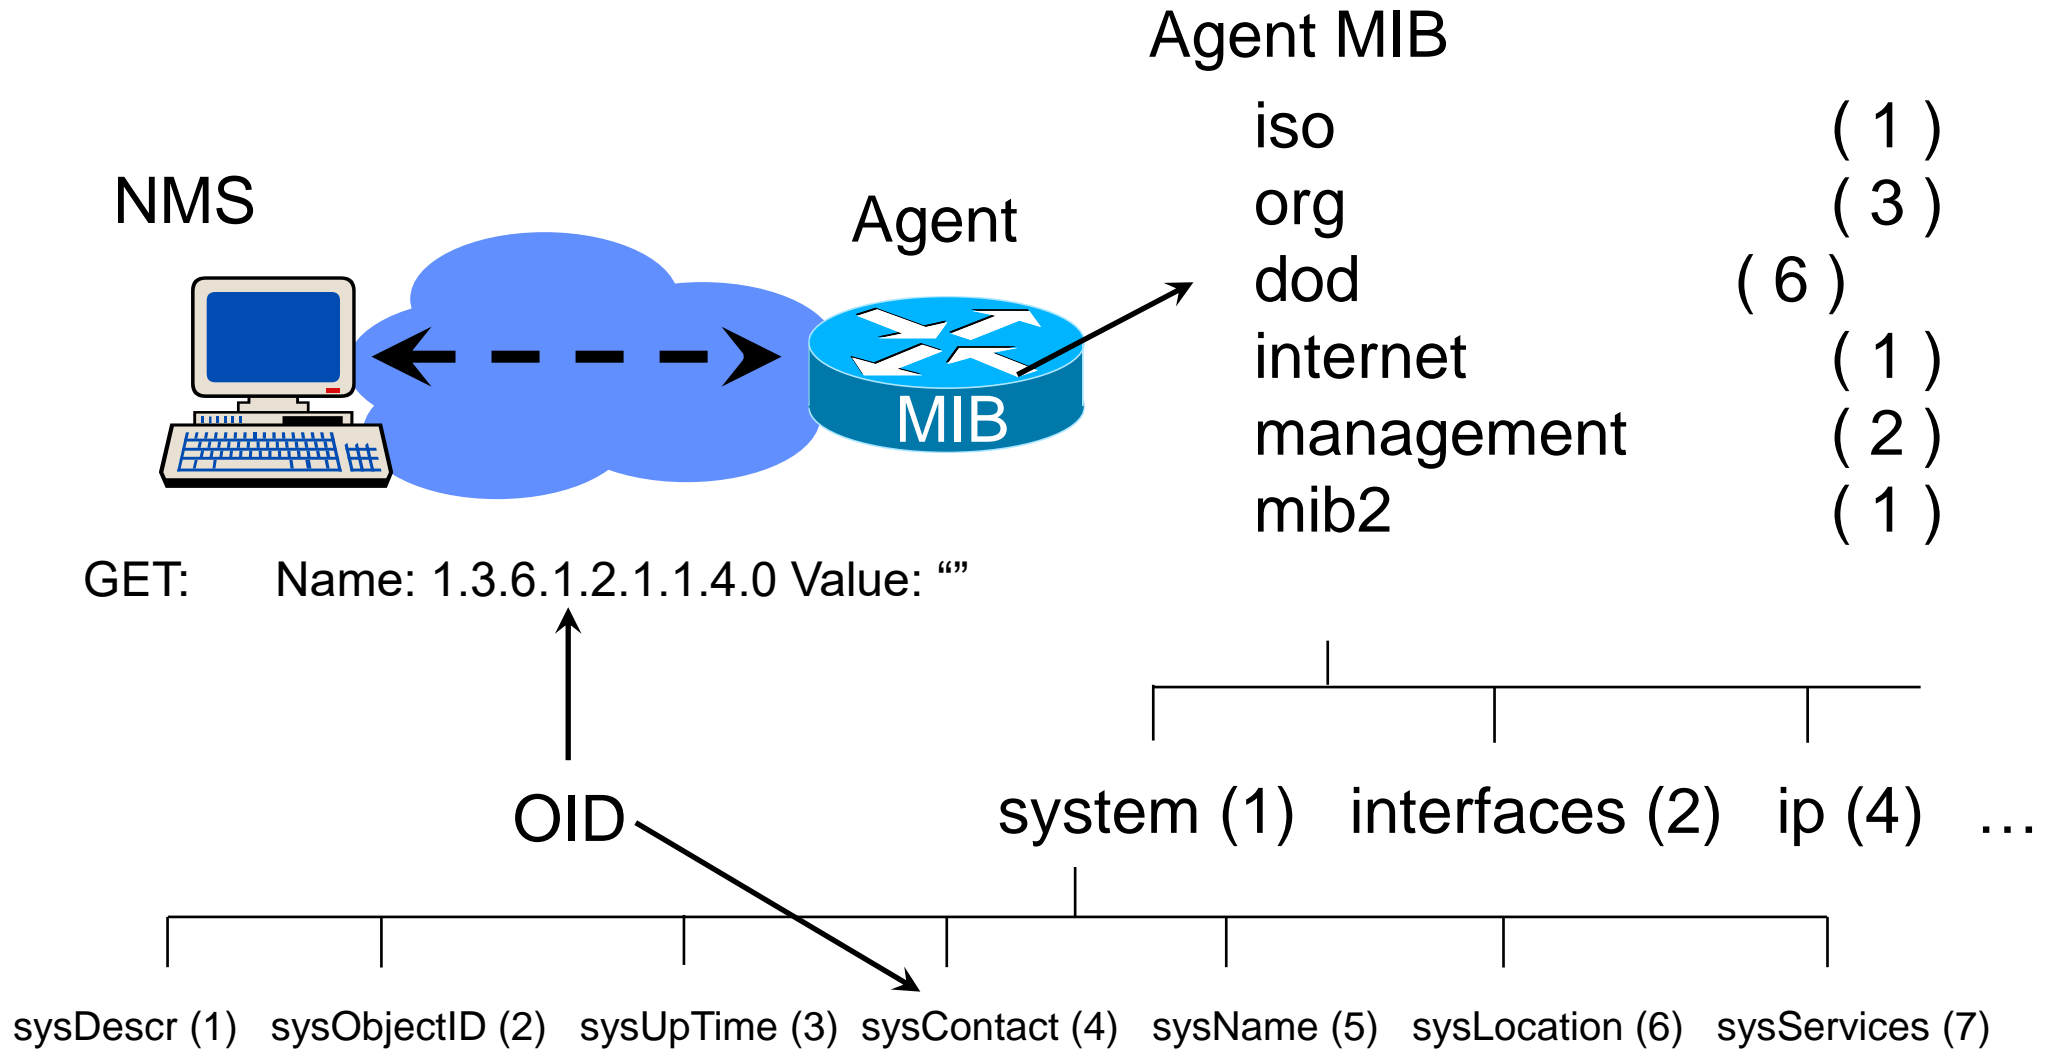 Agent MIB
iso ( 1 )
NMS
org ( 3 )
Agent
dod ( 6 )
internet ( 1 )
MIB
management ( 2 )
mib2 ( 1 )
GET: Name: 1.3.6.1.2.1.1.4.0 Value: “”
OID
system (1) interfaces (2) ip (4) …
sysDescr (1) sysObjectID (2) sysUpTime (3) sysContact (4) sysName (5) sysLocation (6) sysServices (7)